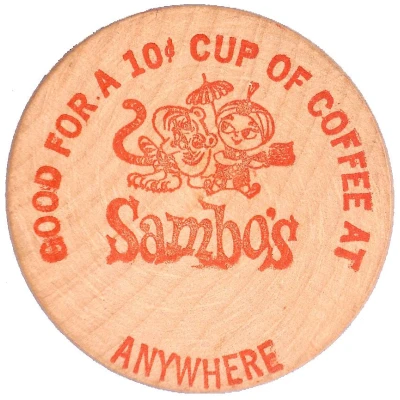 GOOD FOR A 10¢ CUP OF COFFEE AT
Sambo's
ANYWHERE